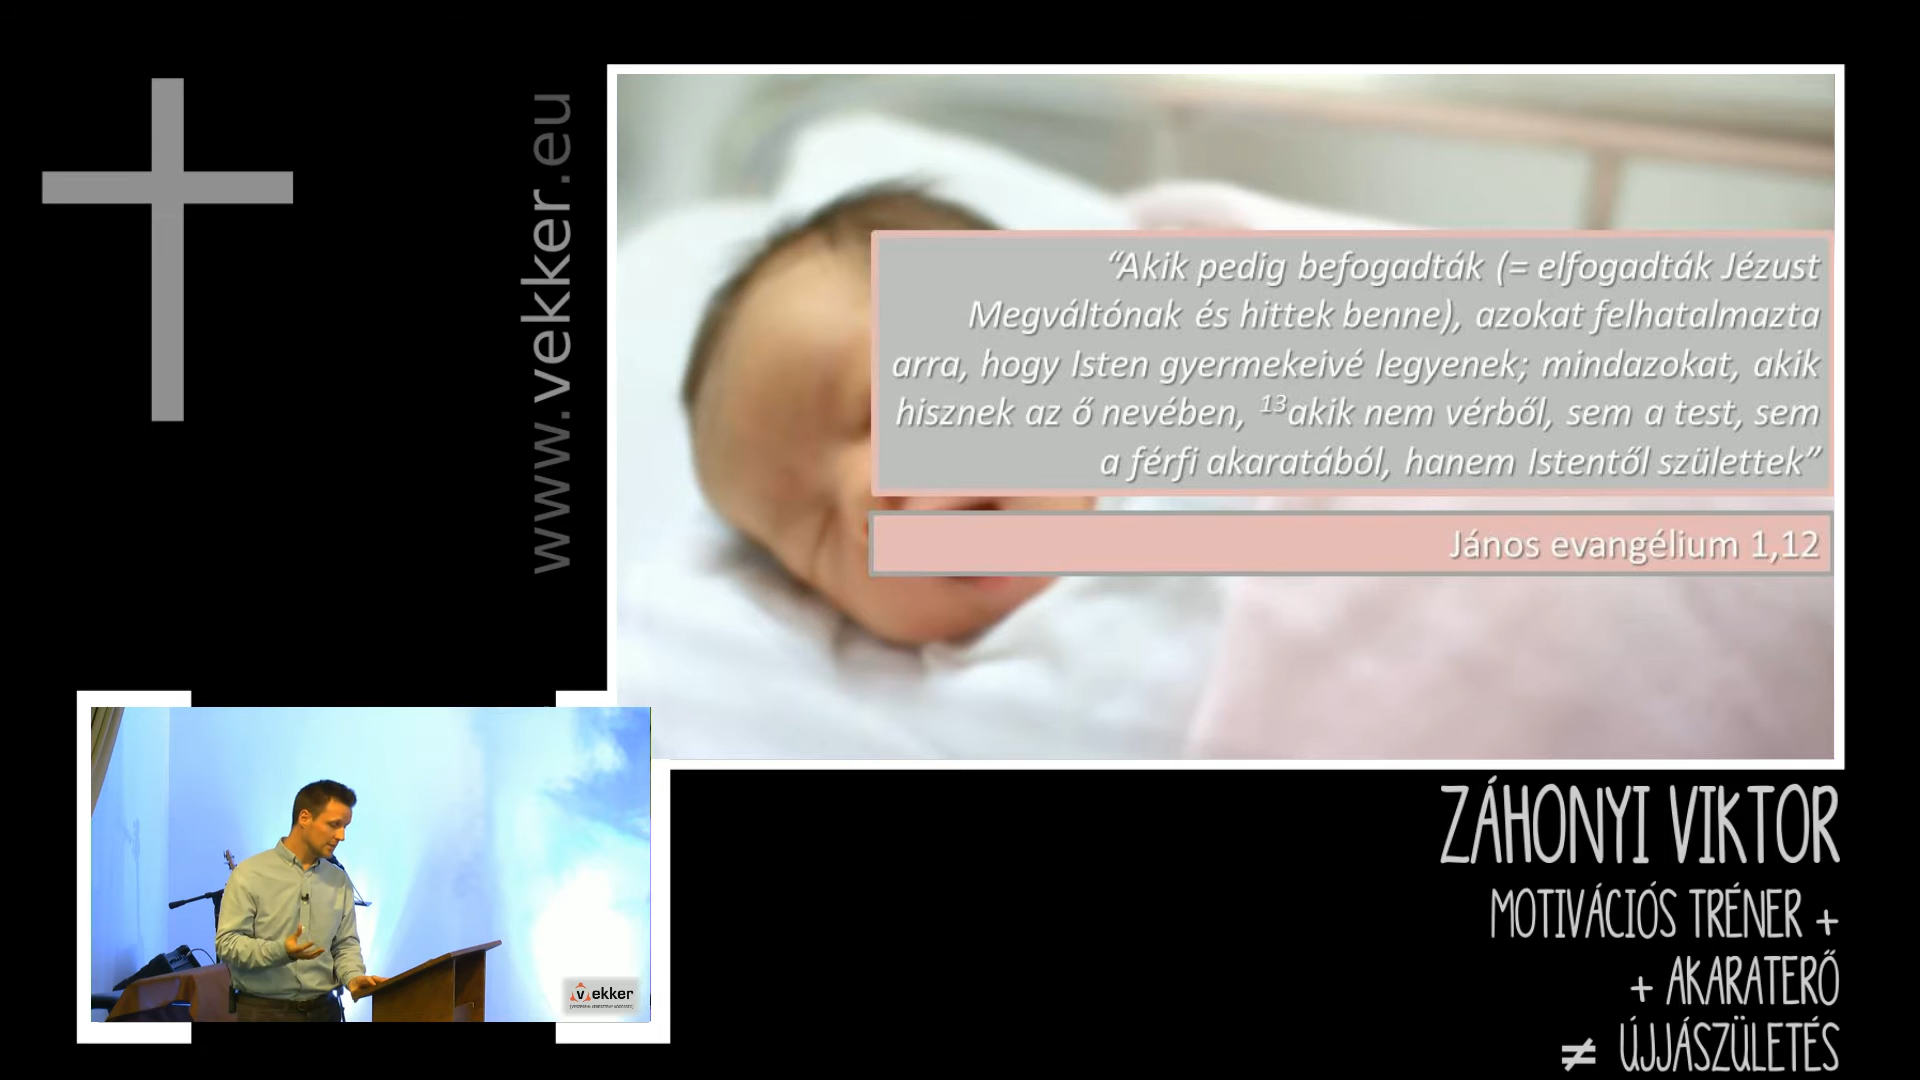 www.vekker.eu
“Akik pedig befogadták (= elfogadták Jézust
Megváltónak és hittek benne), azokat felhatalmazta
arra, hogy Isten gyermekeivé legyenek; mindazokat, akik
hisznek az ő nevében, ¹³akik nem vérből, sem a test, sem
a férfi akaratából, hanem Istentől születtek”
János evangélium 1,12
vekker
ZÁHONYI VIKTOR
MOTIVÁCIÓS TRÉNER +
+ AKARATERŐ
≠ ÚJJÁSZÜLETÉS